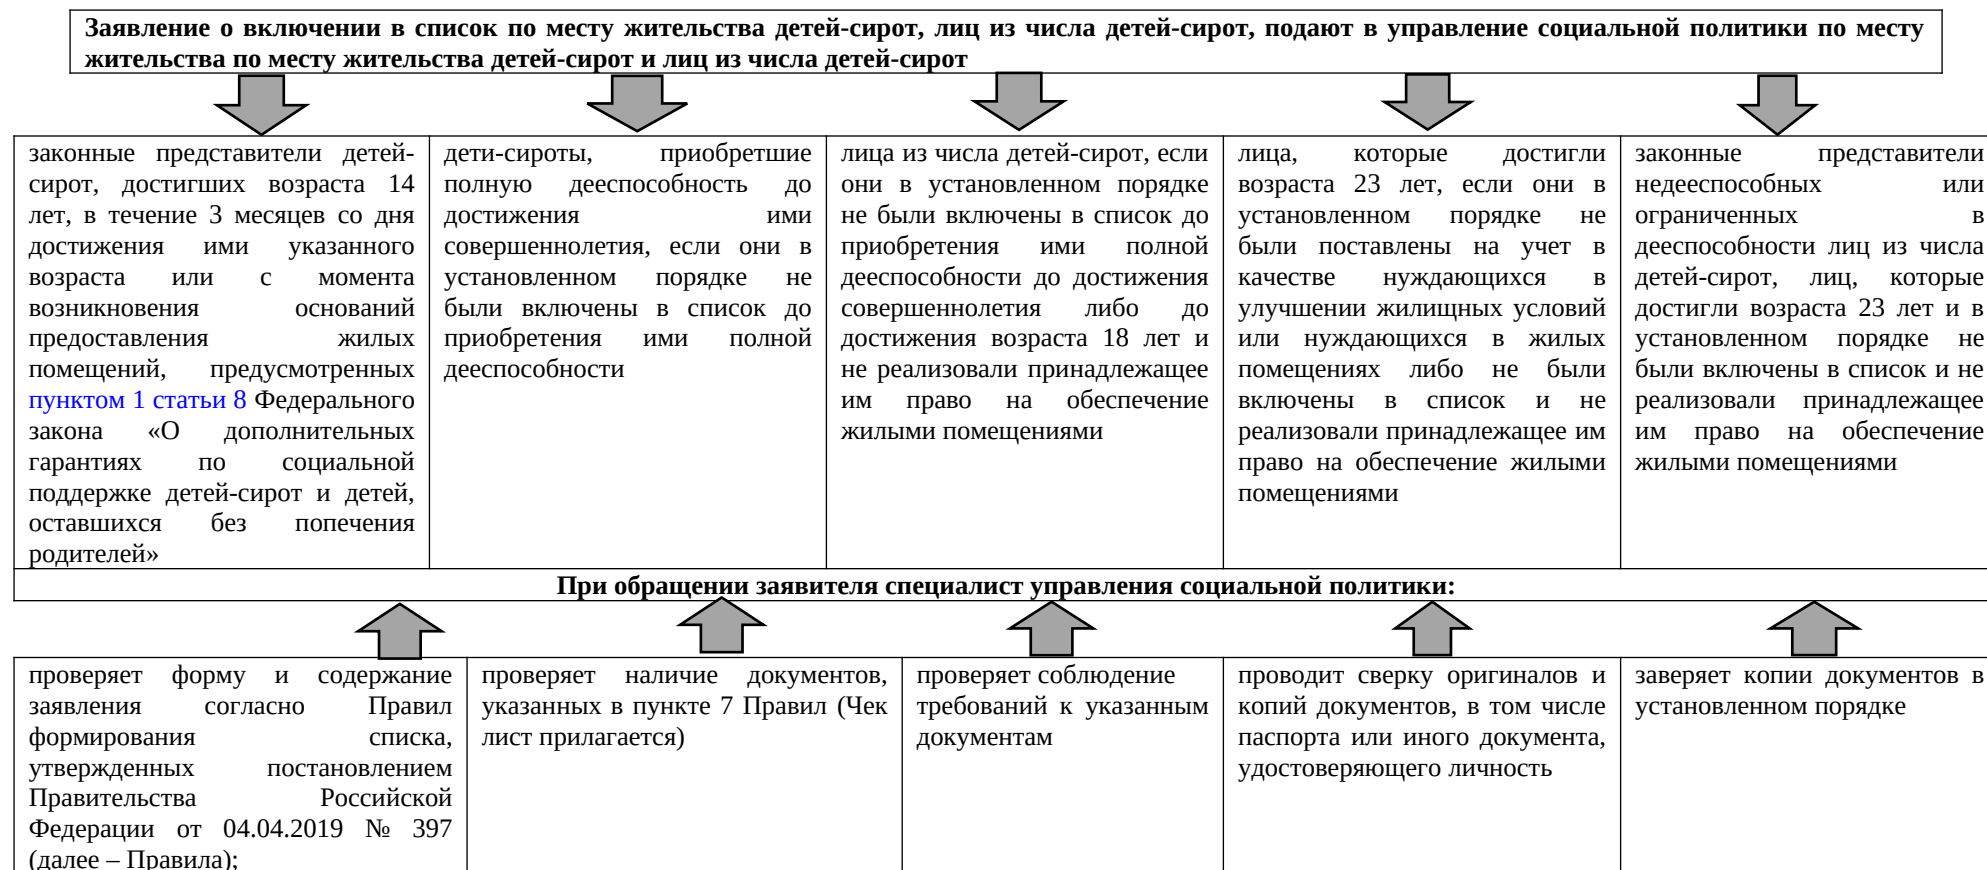 Заявление о включении в список по месту жительства детей-сирот, лиц из числа детей-сирот, подают в управление социальной политики по месту
жительства по месту жительства детей-сирот и лиц из числа детей-сирот
законные представители детей-
сирот, достигших возраста 14
лет, в течение 3 месяцев со дня
достижения ими указанного
возраста или с момента
возникновения оснований
предоставления жилых
помещений, предусмотренных
пунктом 1 статьи 8 Федерального
закона «О дополнительных
гарантиях по социальной
поддержке детей-сирот и детей,
оставшихся без попечения
родителей»
дети-сироты, приобретшие
полную дееспособность до
достижения ими
совершеннолетия, если они в
установленном порядке не
были включены в список до
приобретения ими полной
дееспособности
лица из числа детей-сирот, если
они в установленном порядке
не были включены в список до
приобретения ими полной
дееспособности до достижения
совершеннолетия либо до
достижения возраста 18 лет и
не реализовали принадлежащее
им право на обеспечение
жилыми помещениями
лица, которые достигли
возраста 23 лет, если они в
установленном порядке не
были поставлены на учет в
качестве нуждающихся в
улучшении жилищных условий
или нуждающихся в жилых
помещениях либо не были
включены в список и не
реализовали принадлежащее им
право на обеспечение жилыми
помещениями
законные представители
недееспособных или
ограниченных в
дееспособности лиц из числа
детей-сирот, лиц, которые
достигли возраста 23 лет и в
установленном порядке не
были включены в список и не
реализовали принадлежащее
им право на обеспечение
жилыми помещениями
При обращении заявителя специалист управления социальной политики:
проверяет форму и содержание
заявления согласно Правил
формирования списка,
утвержденных постановлением
Правительства Российской
Федерации от 04.04.2019 № 397
(далее – Правила);
проверяет наличие документов,
указанных в пункте 7 Правил (Чек
лист прилагается)
проверяет соблюдение
требований к указанным
документам
проводит сверку оригиналов и
копий документов, в том числе
паспорта или иного документа,
удостоверяющего личность
заверяет копии документов в
установленном порядке